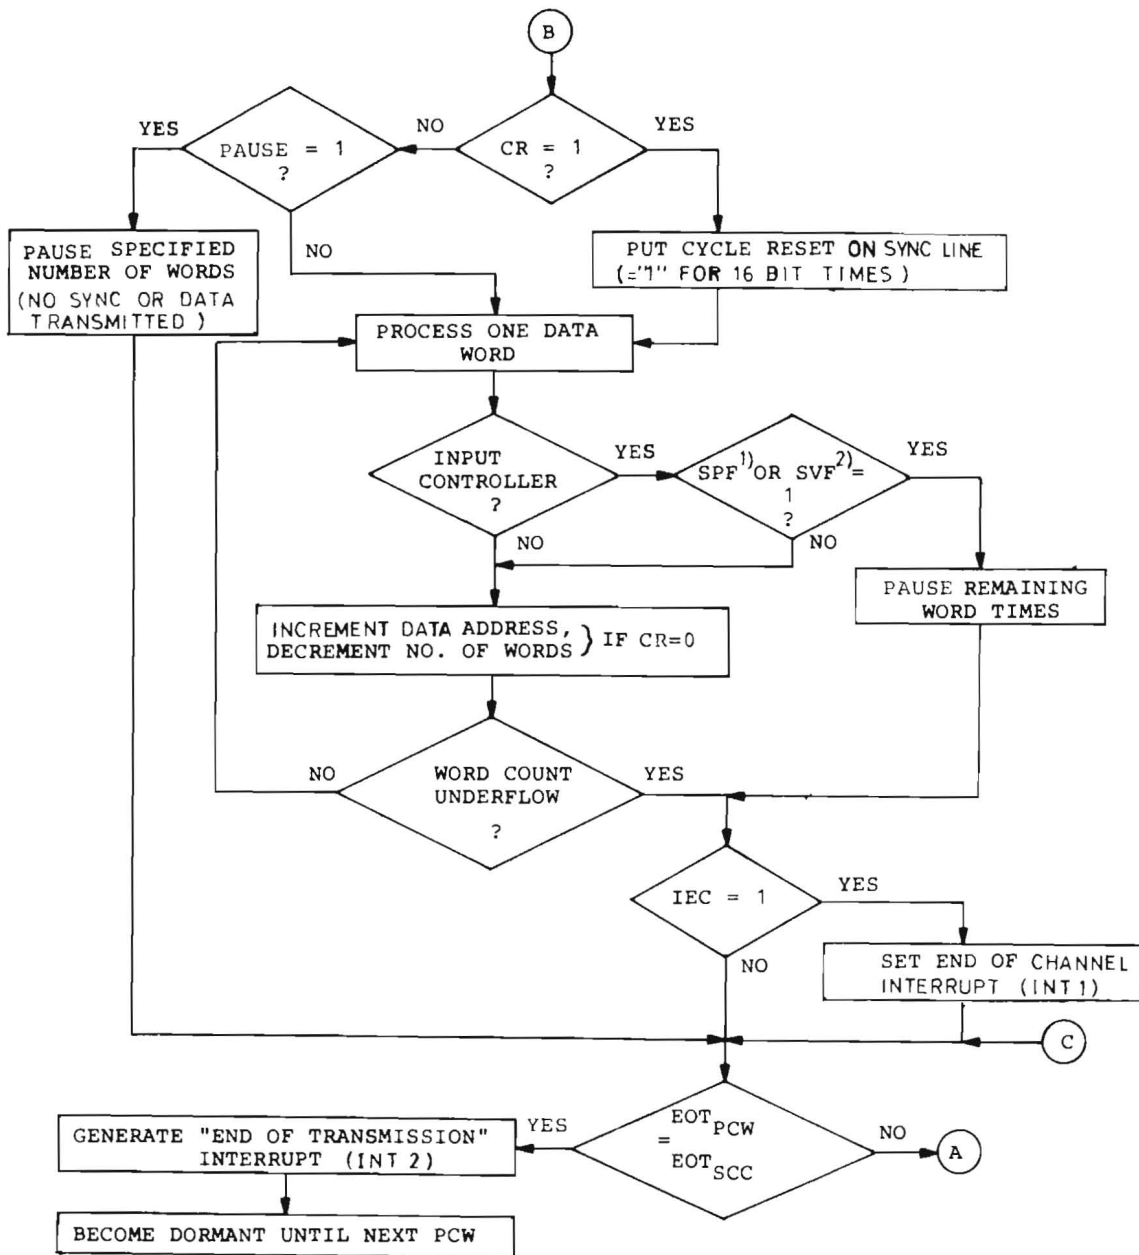 B
YES
NO
YES
PAUSE = 1
?
CR = 1
?
PAUSE SPECIFIED
NUMBER OF WORDS
(NO SYNC OR DATA
TRANSMITTED)
NO
PUT CYCLE RESET ON SYNC LINE
(="1" FOR 16 BIT TIMES)
PROCESS ONE DATA
WORD
INPUT
CONTROLLER
?
YES
SPF1) OR SVF2) =
1
?
YES
NO
NO
PAUSE REMAINING
WORD TIMES
INCREMENT DATA ADDRESS,
DECREMENT NO. OF WORDS } IF CR=0
NO
WORD COUNT
UNDERFLOW
?
YES
IEC = 1
YES
NO
SET END OF CHANNEL
INTERRUPT (INT1)
C
EOTPCW
=
EOTSCC
YES
NO
A
GENERATE "END OF TRANSMISSION"
INTERRUPT (INT2)
BECOME DORMANT UNTIL NEXT PCW